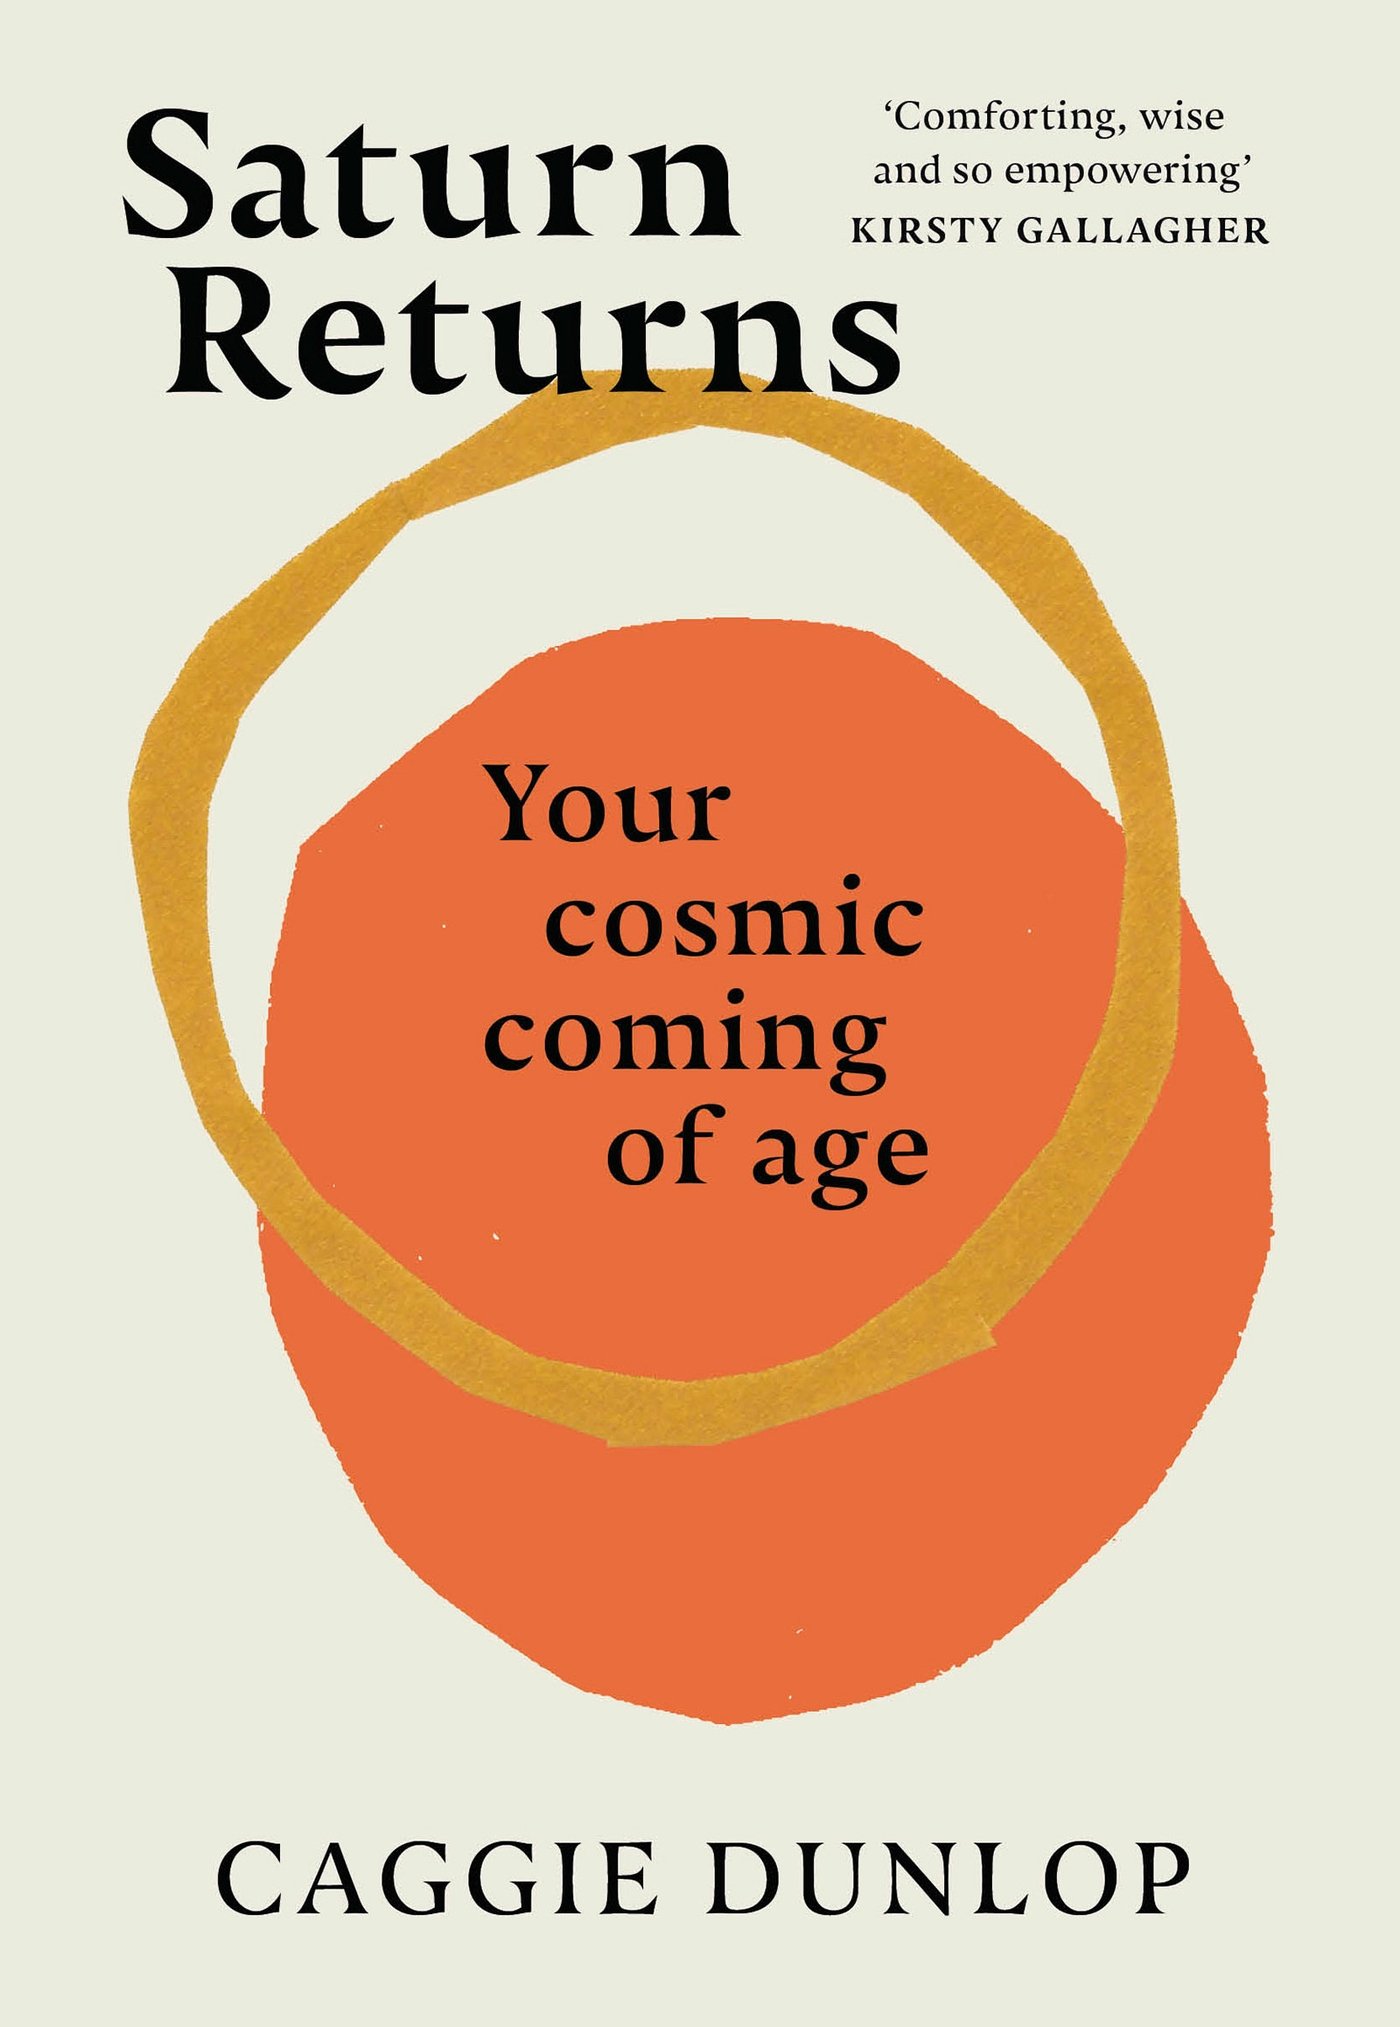 Saturn
Returns
‘Comforting, wise
and so empowering’
KIRSTY GALLAGHER
Your
cosmic
coming
of age
CAGGIE DUNLOP